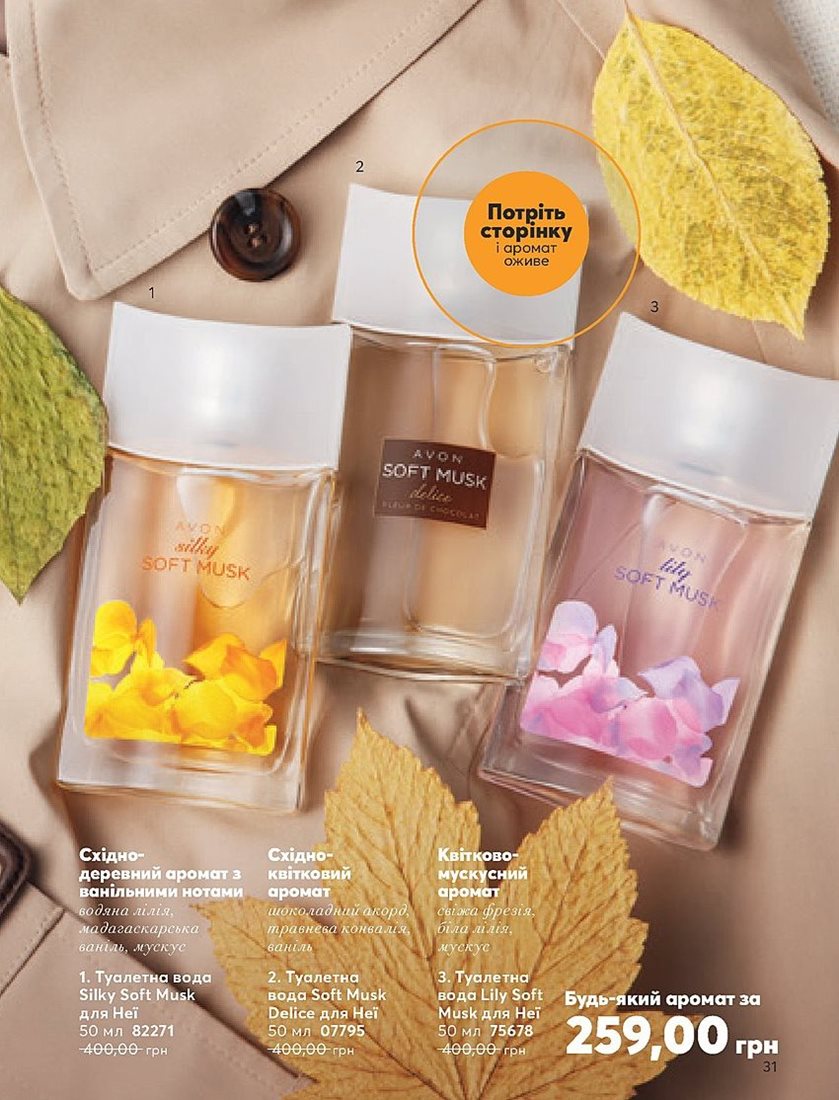 2
Потріть
сторінку
і аромат
оживе
1
3
AVON
SOFT MUSK
delice
FLEUR DE CHOCOLAT
AVON
silky
SOFT MUSK
AVON
lily
SOFT MUSK
Східно-
деревний аромат з
ванільними нотами
водяна лілія,
мадагаскарська
ваніль, мускус
1. Туалетна вода
Silky Soft Musk
для Неї
50 мл 82271
400,00 грн
Східно-
квітковий
аромат
шоколадний акорд,
травнева конвалія,
ваніль
2. Туалетна
вода Soft Musk
Delice для Неї
50 мл 07795
400,00 грн
Квітково-
мускусний
аромат
свіжа фрезія,
біла лілія,
мускус
3. Туалетна
вода Lily Soft
Musk для Неї
50 мл 75678
400,00 грн
Будь-який аромат за
259,00 грн
31